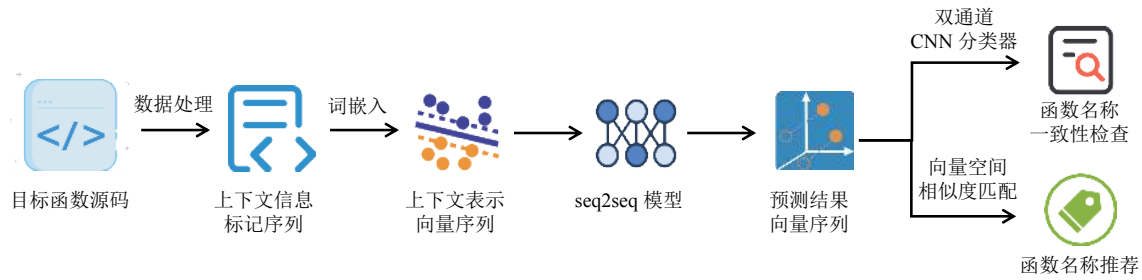 数据处理
词嵌入
双通道
CNN 分类器
</>
目标函数源码
上下文信息
标记序列
上下文表示
向量序列
seq2seq 模型
预测结果
向量序列
函数名称
一致性检查
向量空间
相似度匹配
函数名称推荐